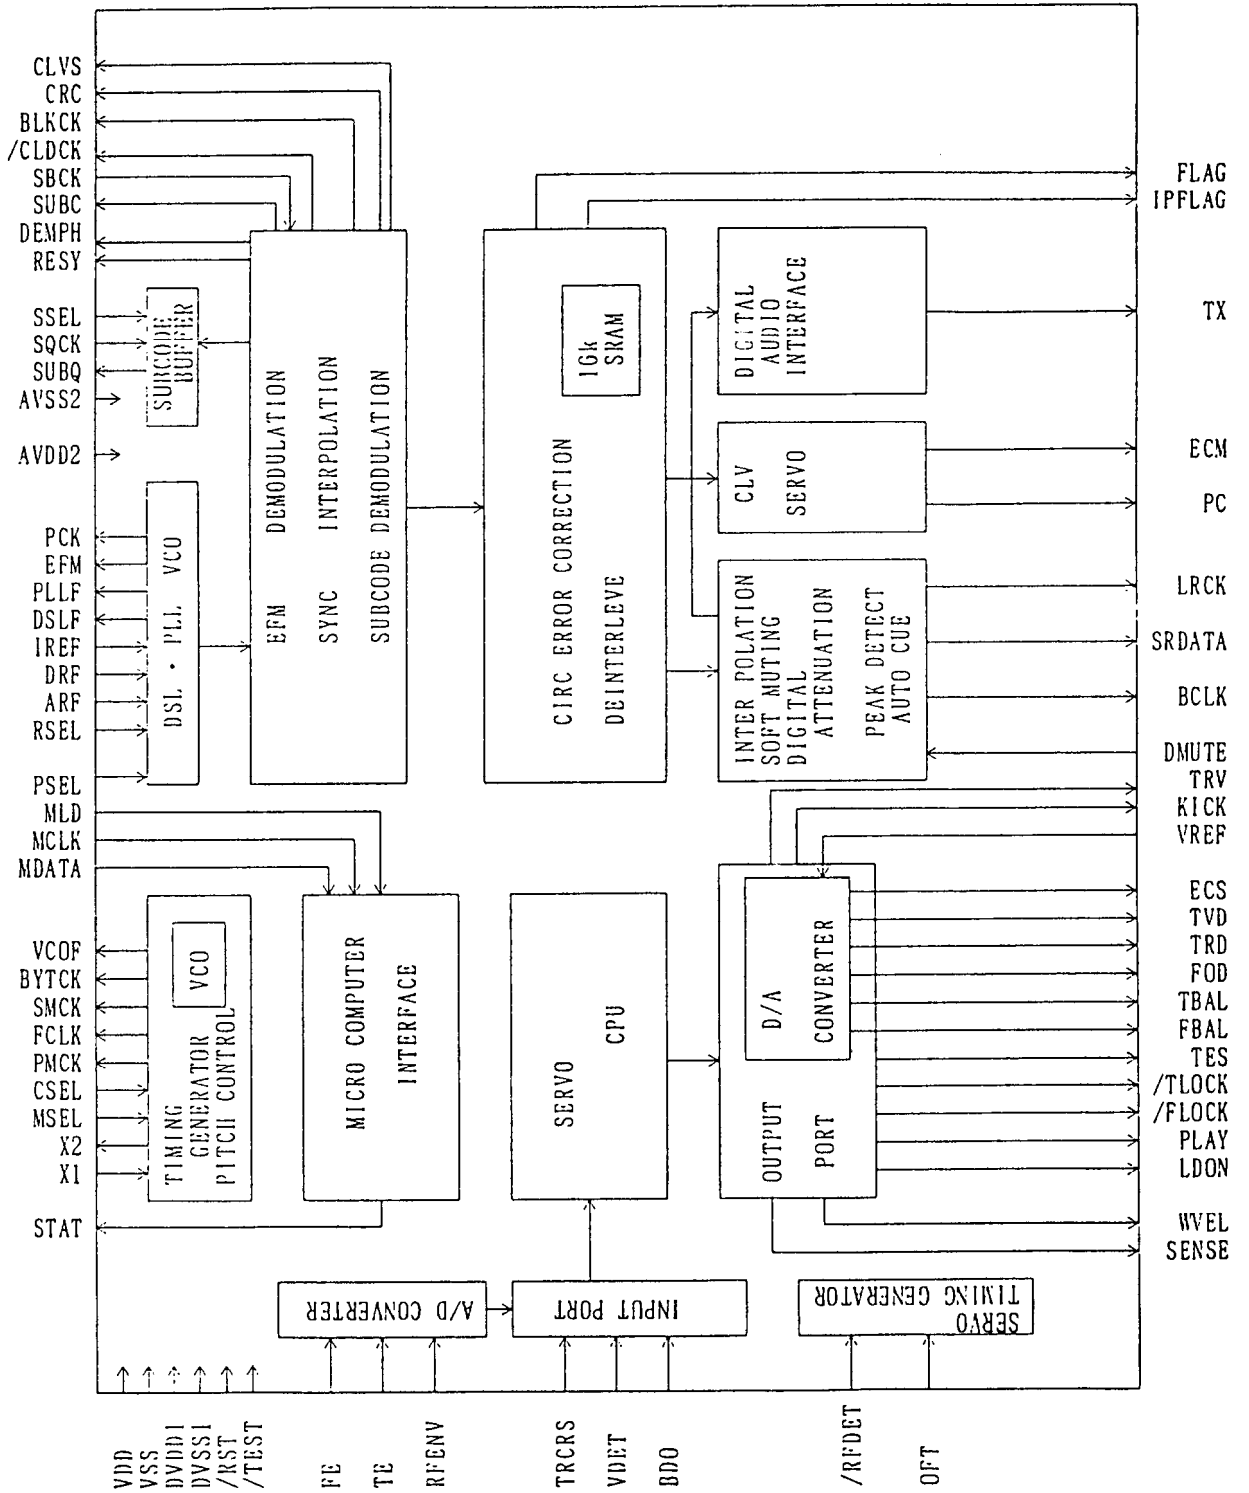 CLVS
CRC
BLKCK
/CLDCK
SBCK
SUBC
DEMPH
RESY
SSEL
SQCK
SUBQ
AVSS2
AVDD2
PCK
EFM
PLLF
DSLF
IREF
DRF
ARF
RSEL
PSEL
MLD
MCLK
MDATA
VCOF
BYTCK
SMCK
FCLK
PMCK
CSEL
MSEL
X2
X1
STAT
SUBCODE
BUFFER
DSL · PLL VCO
EFM DEMODULATION
SYNC INTERPOLATION
SUBCODE DEMODULATION
CIRC ERROR CORRECTION
DEINTERLEVE
16k
SRAM
DIGITAL
AUDIO
INTERFACE
CLV
SERVO
INTER POLATION
SOFT MUTING
DIGITAL
ATTENUATION
PEAK DETECT
AUTO CUE
VCO
TIMING
GENERATOR
PITCH CONTROL
MICRO COMPUTER
INTERFACE
SERVO
CPU
D/A
CONVERTER
OUTPUT
PORT
A/D CONVERTER
INPUT PORT
SERVO
TIMING GENERATOR
FLAG
IPFLAG
TX
ECM
PC
LRCK
SRDATA
BCLK
DMUTE
TRV
KICK
VREF
ECS
TVD
TRD
FOD
TBAL
FBAL
TES
/TLOCK
/FLOCK
PLAY
LDON
WVEL
SENSE
VDD
VSS
DVDD1
DVSS1
/RST
/TEST
FE
TE
RFENV
TRCRS
VDET
BDO
/RFDET
OFT